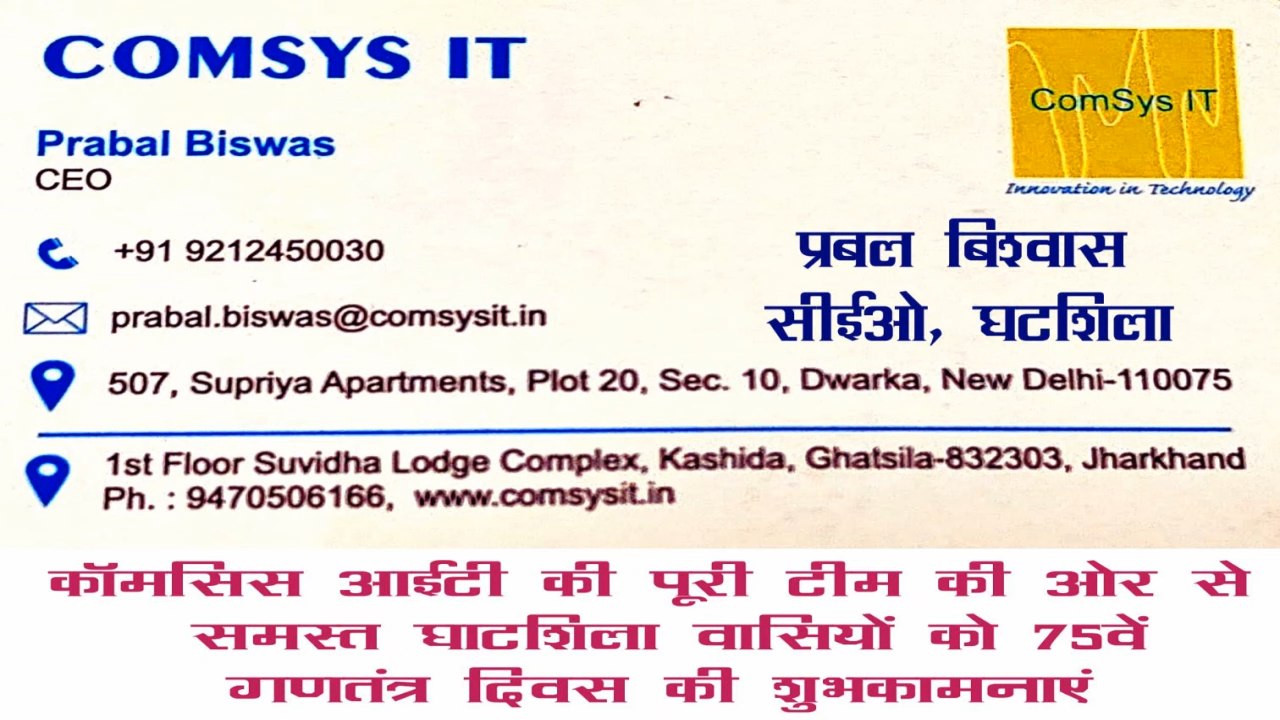 COMSYS IT
ComSys IT
Innovation in Technology
Prabal Biswas
CEO
+91 9212450030
prabal.biswas@comsysit.in
प्रबल बिश्वास
सीईओ, घटशिला
507, Supriya Apartments, Plot 20, Sec. 10, Dwarka, New Delhi-110075
1st Floor Suvidha Lodge Complex, Kashida, Ghatsila-832303, Jharkhand
Ph. : 9470506166, www.comsysit.in
कॉमसिस आईटी की पूरी टीम की ओर से
समस्त घाटशिला वासियों को 75वें
गणतंत्र दिवस की शुभकामनाएं